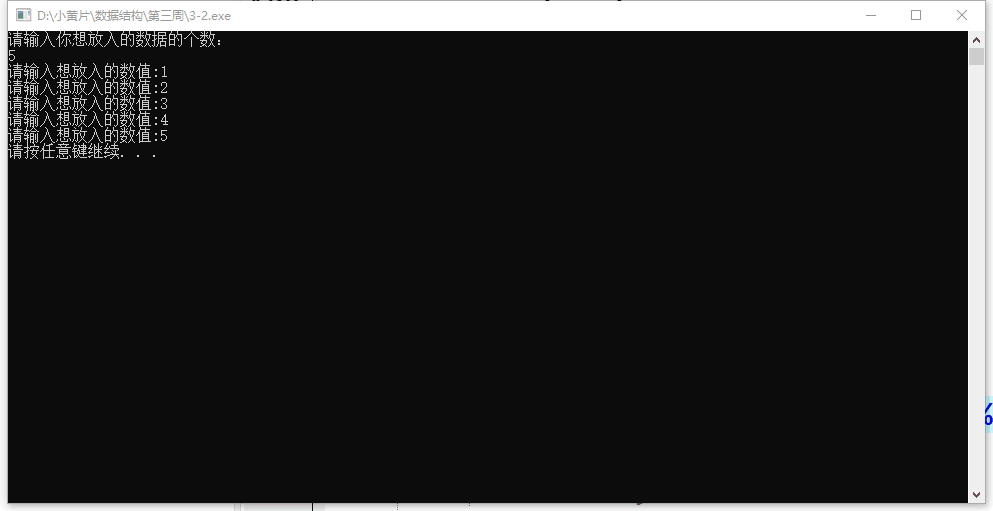 D:\小黄片\数据结构\第三周\3-2.exe
请输入你想放入的数据的个数：
5
请输入想放入的数值:1
请输入想放入的数值:2
请输入想放入的数值:3
请输入想放入的数值:4
请输入想放入的数值:5
请按任意键继续. . .
%